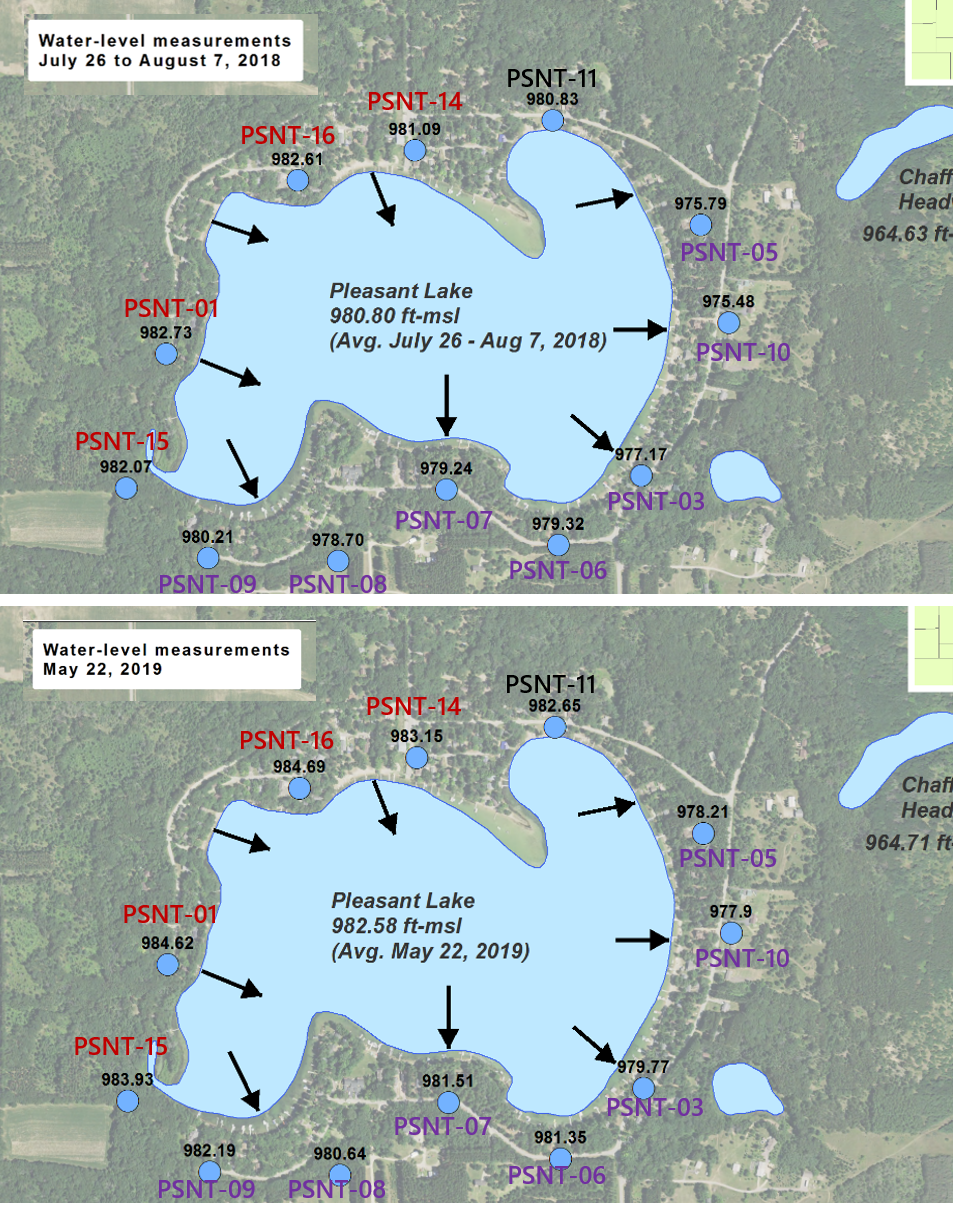 Water-level measurements
July 26 to August 7, 2018
PSNT-11
980.83
PSNT-14
981.09
PSNT-16
982.61
Chaff
Head
964.63 ft-
975.79
PSNT-05
Pleasant Lake
980.80 ft-msl
(Avg. July 26 - Aug 7, 2018)
PSNT-01
982.73
975.48
PSNT-10
PSNT-15
982.07
979.24
PSNT-07
977.17
PSNT-03
980.21
PSNT-09
978.70
PSNT-08
979.32
PSNT-06
Water-level measurements
May 22, 2019
PSNT-11
982.65
PSNT-14
983.15
PSNT-16
984.69
Chaff
Head
964.71 ft-
978.21
PSNT-05
Pleasant Lake
982.58 ft-msl
(Avg. May 22, 2019)
PSNT-01
984.62
977.9
PSNT-10
PSNT-15
983.93
981.51
PSNT-07
979.77
PSNT-03
982.19
PSNT-09
980.64
PSNT-08
981.35
PSNT-06